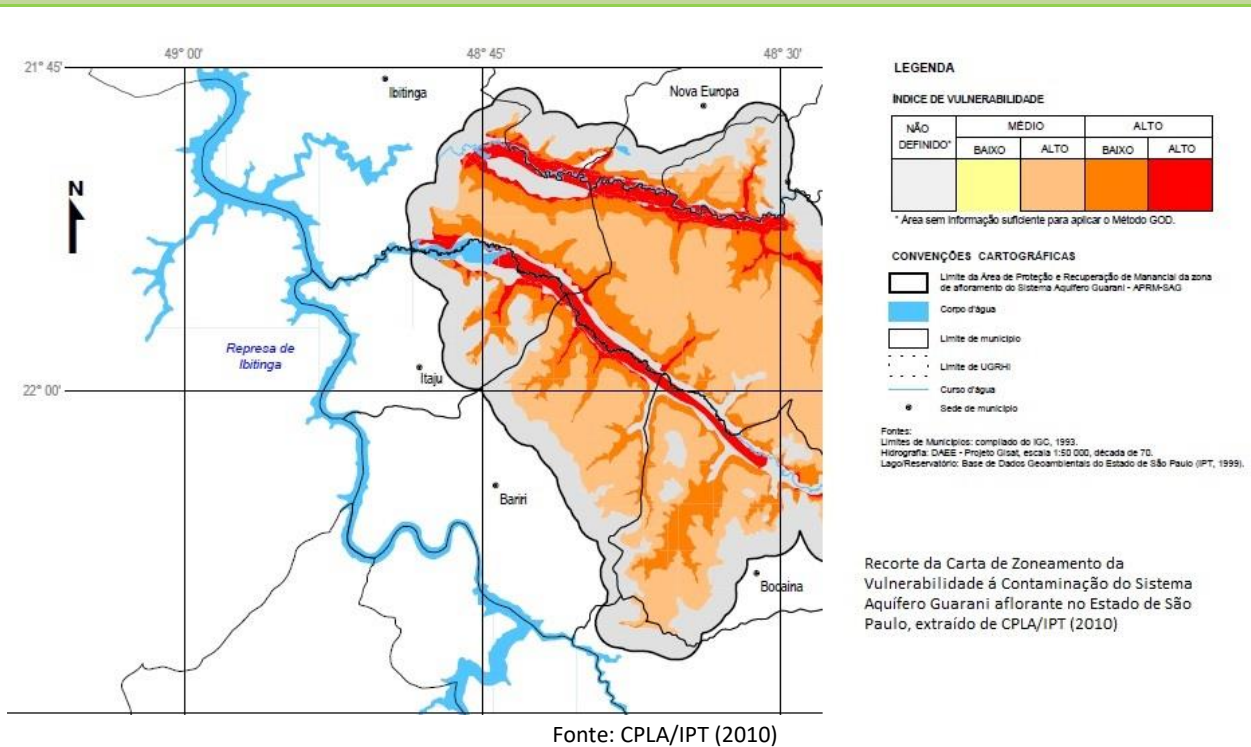 49° 00'
48° 45'
48° 30'
21° 45'
Ibitinga
Nova Europa
N
Represa de
Ibitinga
Itaju
22° 00'
Bariri
Bocaina
LEGENDA
ÍNDICE DE VULNERABILIDADE
NÃO DEFINIDO*
MÉDIO
ALTO
BAIXO
ALTO
BAIXO
ALTO
* Área sem informação suficiente para aplicar o Método GOD.
CONVENÇÕES CARTOGRÁFICAS
Limite da Área de Proteção e Recuperação de Manancial da zona
de afloramento do Sistema Aquífero Guarani - APRM-SAG
Corpo d'água
Limite de município
Limite de UGRHI
Curso d'água
Sede de município
Fontes:
Limites de Municípios: compilado do IGC, 1993.
Hidrografia: DAEE - Projeto Gisat, escala 1:50 000, década de 70.
Lago/Reservatório: Base de Dados Geoambientais do Estado de São Paulo (IPT, 1999).
Recorte da Carta de Zoneamento da
Vulnerabilidade á Contaminação do Sistema
Aquífero Guarani aflorante no Estado de São
Paulo, extraído de CPLA/IPT (2010)
Fonte: CPLA/IPT (2010)